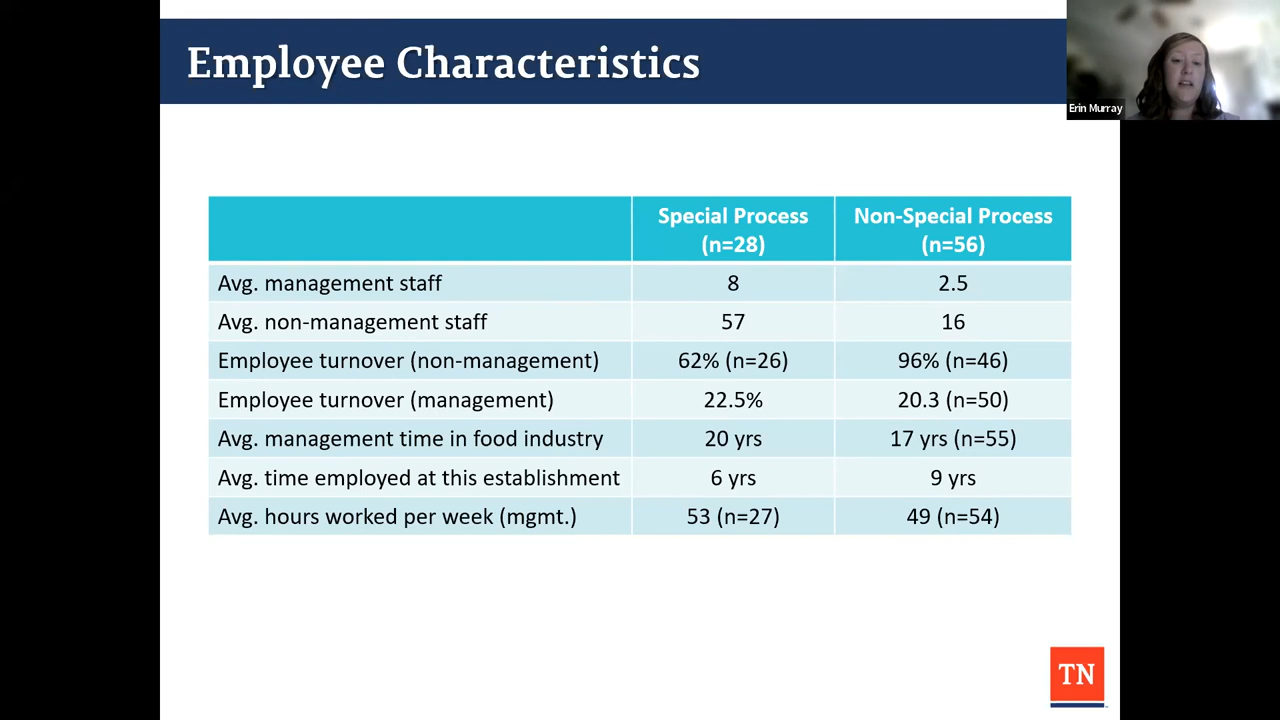 Employee Characteristics
Erin Murray
Special Process Non-Special Process
(n=28) (n=56)
Avg. management staff 8 2.5
Avg. non-management staff 57 16
Employee turnover (non-management) 62% (n=26) 96% (n=46)
Employee turnover (management) 22.5% 20.3 (n=50)
Avg. management time in food industry 20 yrs 17 yrs (n=55)
Avg. time employed at this establishment 6 yrs 9 yrs
Avg. hours worked per week (mgmt.) 53 (n=27) 49 (n=54)
TN